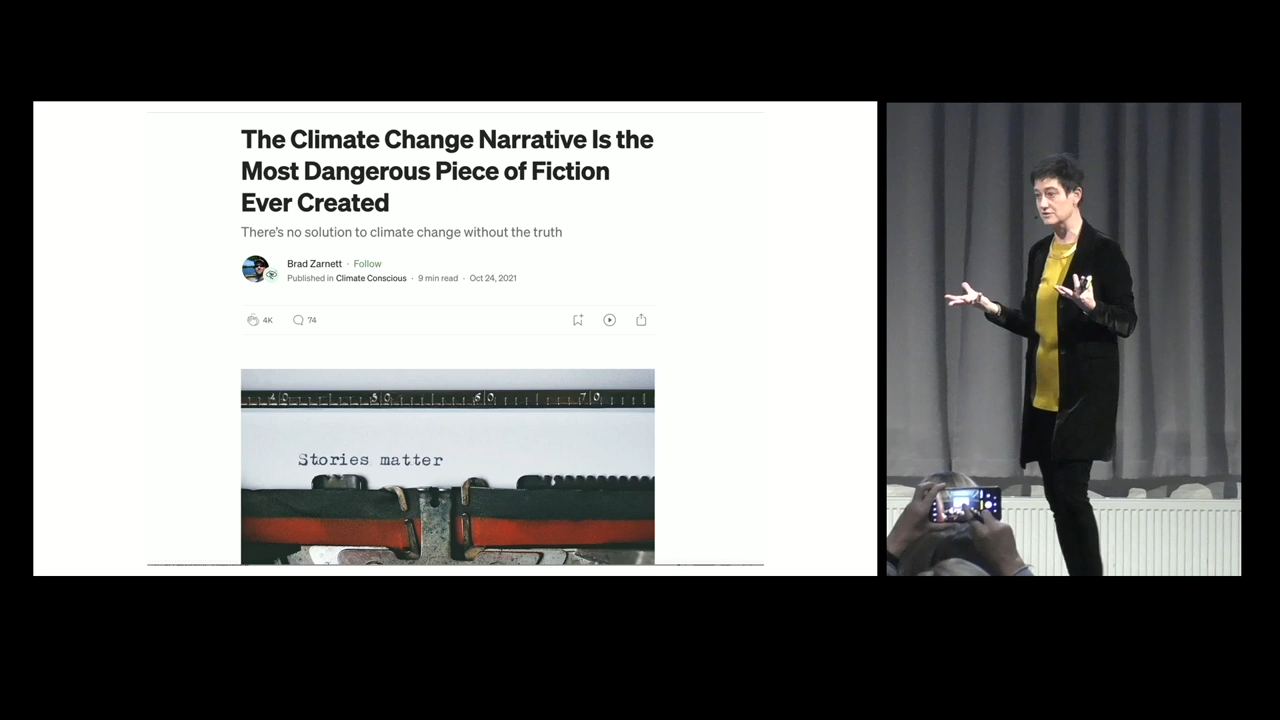 The Climate Change Narrative Is the
Most Dangerous Piece of Fiction
Ever Created
There's no solution to climate change without the truth
Brad Zarnett · Follow
Published in Climate Conscious · 9 min read · Oct 24, 2021
4K 74
40 50 60 70
Stories matter